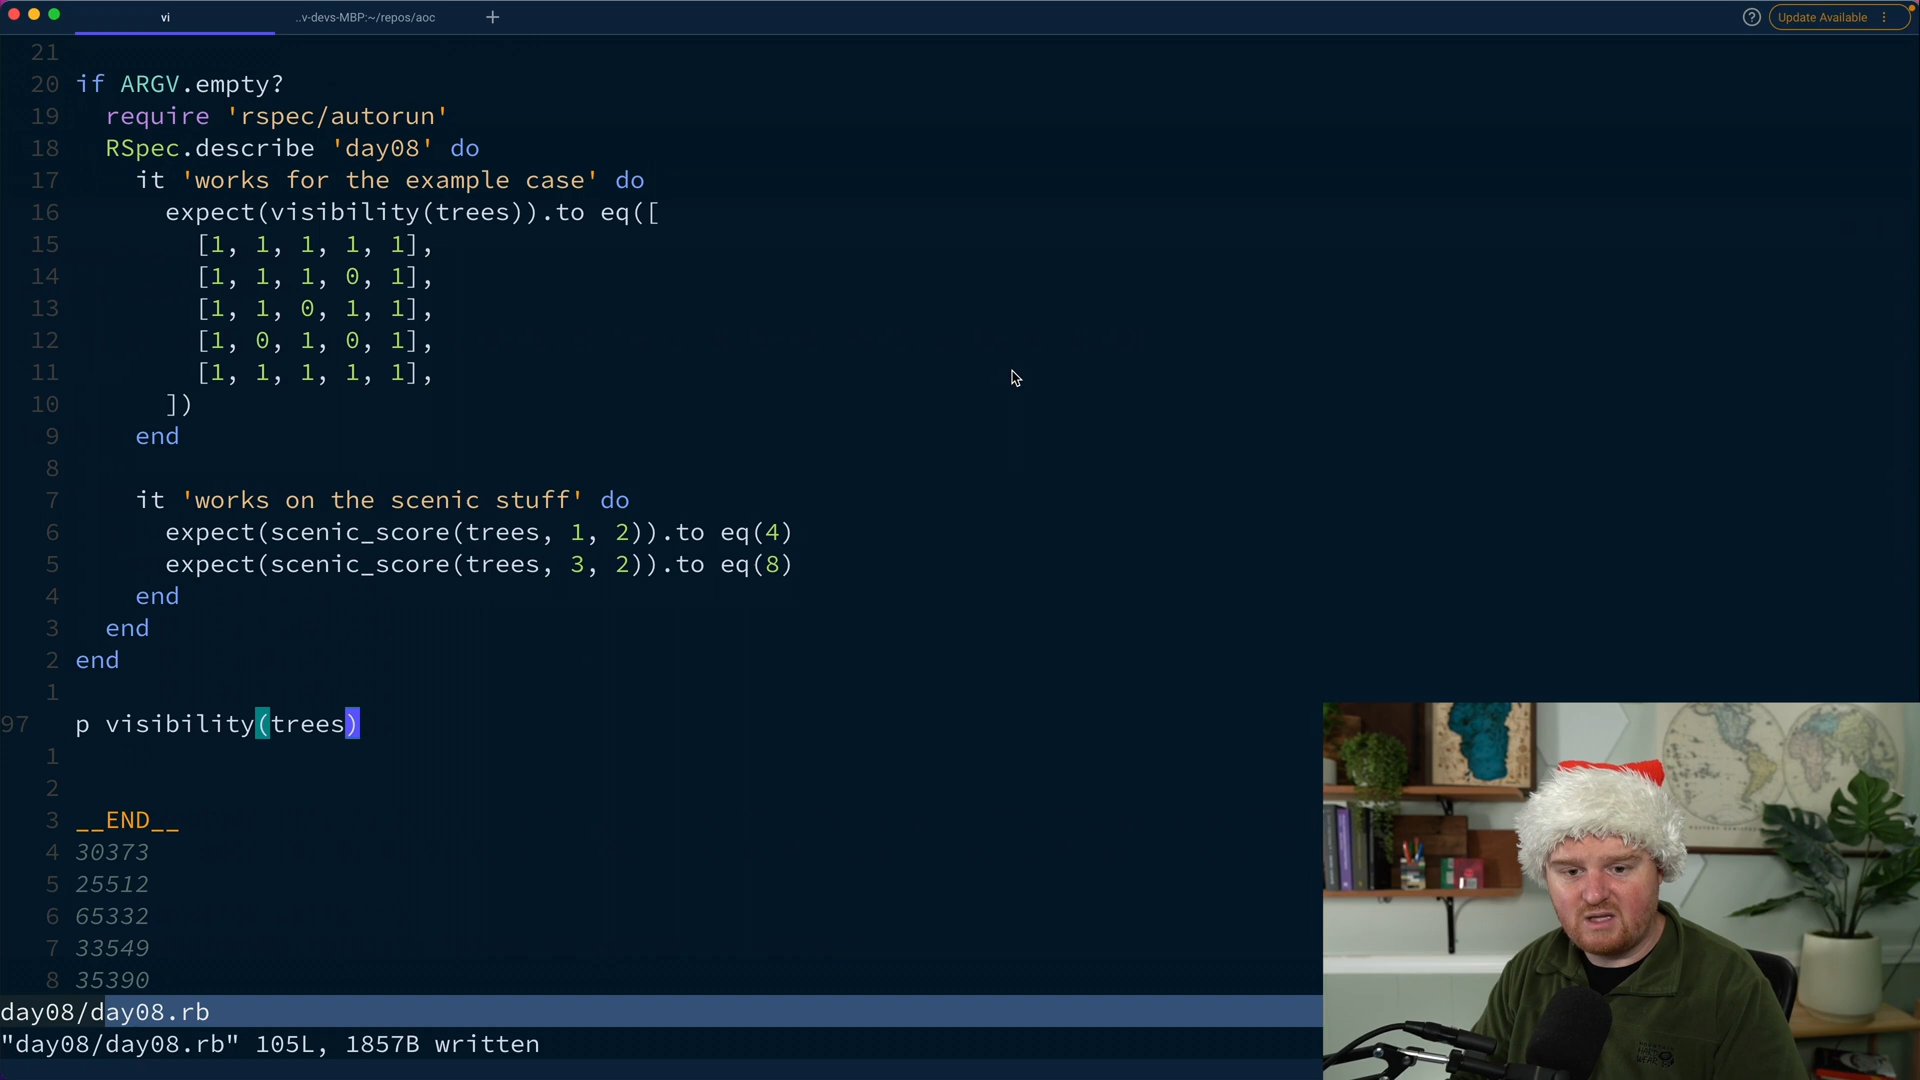 vi
..v-devs-MBP:~/repos/aoc
Update Available
21
20 if ARGV.empty?
19   require 'rspec/autorun'
18   RSpec.describe 'day08' do
17     it 'works for the example case' do
16       expect(visibility(trees)).to eq([
15         [1, 1, 1, 1, 1],
14         [1, 1, 1, 0, 1],
13         [1, 1, 0, 1, 1],
12         [1, 0, 1, 0, 1],
11         [1, 1, 1, 1, 1],
10       ])
9     end
8
7     it 'works on the scenic stuff' do
6       expect(scenic_score(trees, 1, 2)).to eq(4)
5       expect(scenic_score(trees, 3, 2)).to eq(8)
4     end
3   end
2 end
1
97 p visibility(trees)
1
2
3 __END__
4 30373
5 25512
6 65332
7 33549
8 35390
day08/day08.rb
"day08/day08.rb" 105L, 1857B written